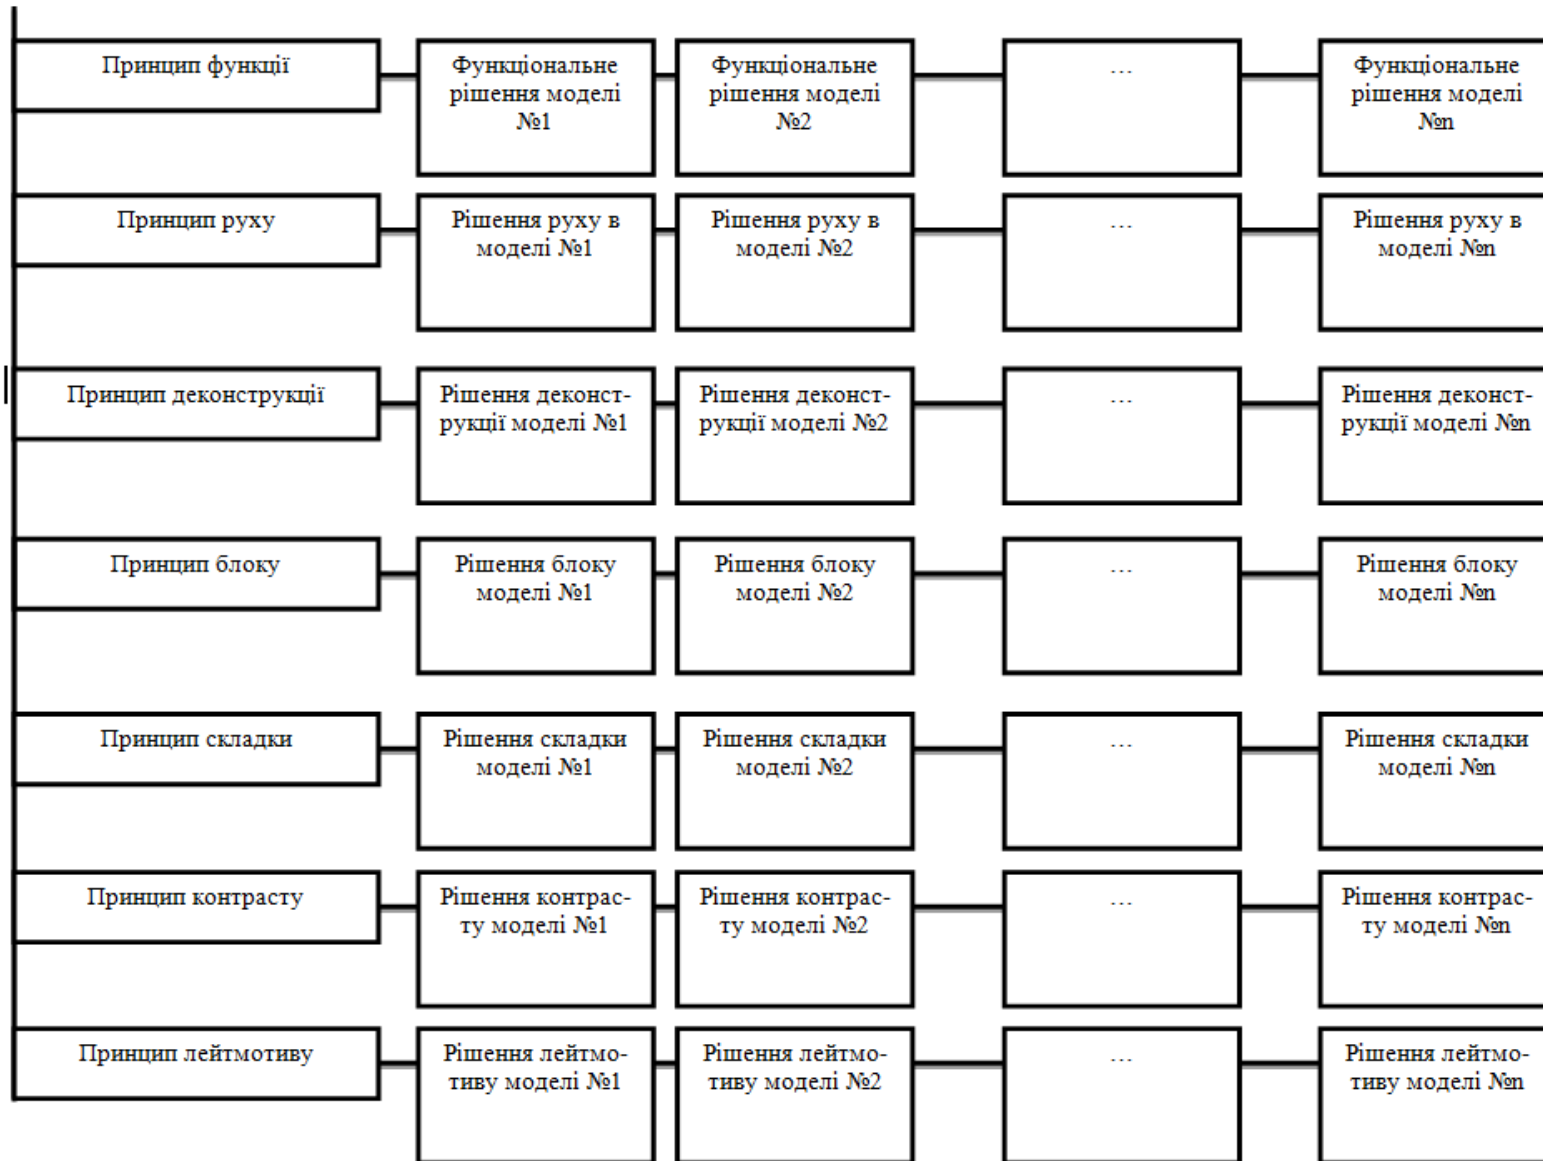 Принцип функції
Функціональне
рішення моделі
№1
Функціональне
рішення моделі
№2
...
Функціональне
рішення моделі
№n
Принцип руху
Рішення руху в
моделі №1
Рішення руху в
моделі №2
...
Рішення руху в
моделі №n
Принцип деконструкції
Рішення деконст-
рукції моделі №1
Рішення деконст-
рукції моделі №2
...
Рішення деконст-
рукції моделі №n
Принцип блоку
Рішення блоку
моделі №1
Рішення блоку
моделі №2
...
Рішення блоку
моделі №n
Принцип складки
Рішення складки
моделі №1
Рішення складки
моделі №2
...
Рішення складки
моделі №n
Принцип контрасту
Рішення контрас-
ту моделі №1
Рішення контрас-
ту моделі №2
...
Рішення контрас-
ту моделі №n
Принцип лейтмотиву
Рішення лейтмо-
тиву моделі №1
Рішення лейтмо-
тиву моделі №2
...
Рішення лейтмо-
тиву моделі №n